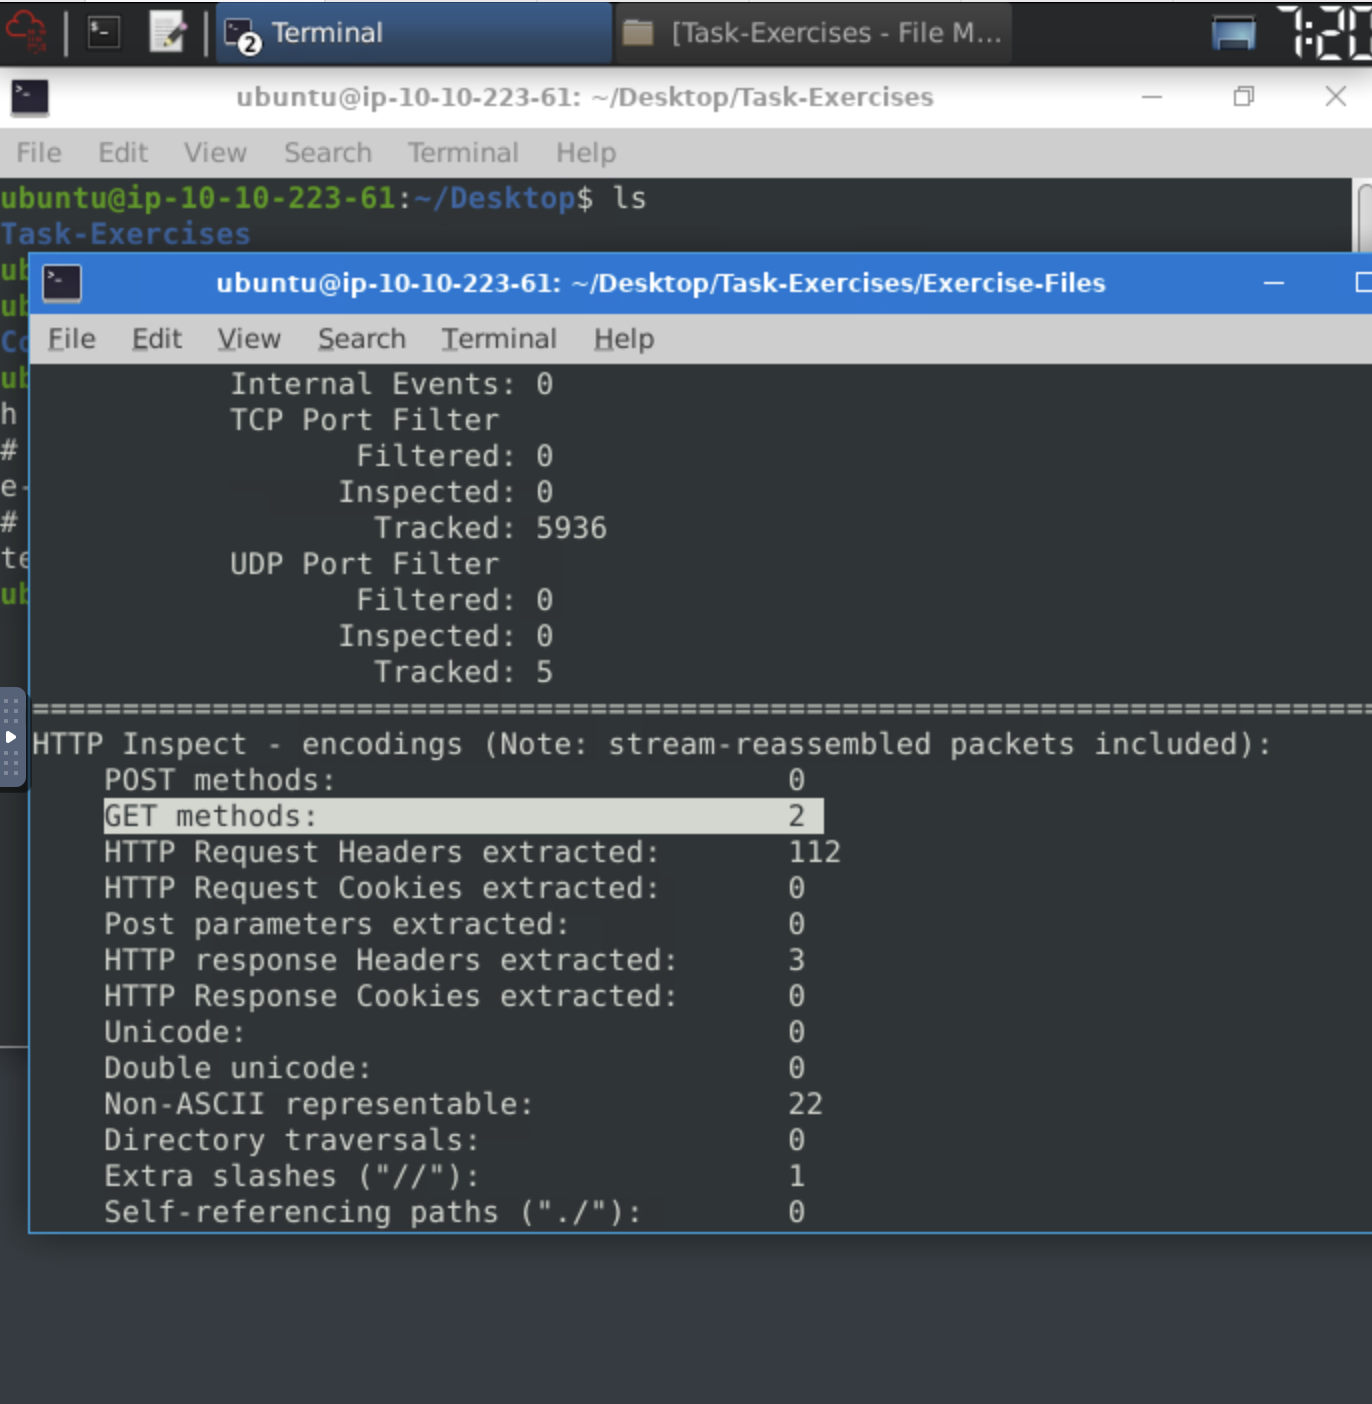 Terminal
2
[Task-Exercises - File M...
ubuntu@ip-10-10-223-61: ~/Desktop/Task-Exercises
File Edit View Search Terminal Help
ubuntu@ip-10-10-223-61:~/Desktop$ ls
Task-Exercises
ub
ubuntu@ip-10-10-223-61: ~/Desktop/Task-Exercises/Exercise-Files
ub
File Edit View Search Terminal Help
ub
h
#
e-
#
te
ub
Internal Events: 0
TCP Port Filter
Filtered: 0
Inspected: 0
Tracked: 5936
UDP Port Filter
Filtered: 0
Inspected: 0
Tracked: 5
===========================================================================
HTTP Inspect - encodings (Note: stream-reassembled packets included):
POST methods: 0
GET methods: 2
HTTP Request Headers extracted: 112
HTTP Request Cookies extracted: 0
Post parameters extracted: 0
HTTP response Headers extracted: 3
HTTP Response Cookies extracted: 0
Unicode: 0
Double unicode: 0
Non-ASCII representable: 22
Directory traversals: 0
Extra slashes ("//"): 1
Self-referencing paths ("./"): 0